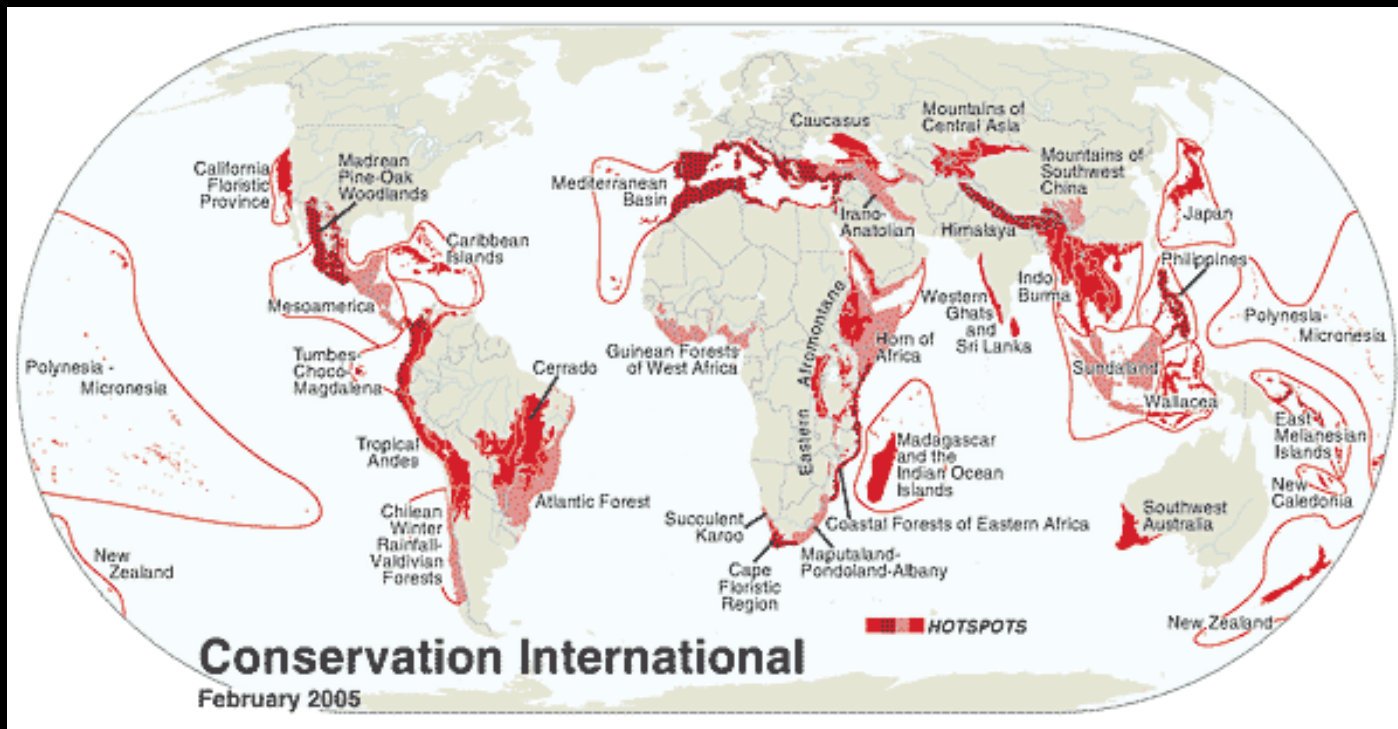 California
Floristic
Province
Madrean
Pine-Oak
Woodlands
Caribbean
Islands
Mesoamerica
Polynesia -
Micronesia
Tumbes-
Choco-
Magdalena
Cerrado
Tropical
Andes
Atlantic Forest
Chilean
Winter
Rainfall-
Valdivian
Forests
New
Zealand
Mediterranean
Basin
Caucasus
Mountains of
Central Asia
Mountains of
Southwest
China
Irano-
Anatolian
Himalaya
Japan
Philippines
Indo
Burma
Western
Ghats
and
Sri Lanka
Polynesia-
Micronesia
Guinean Forests
of West Africa
Eastern Afromontane
Horn of
Africa
Sundaland
Wallacea
East
Melanesian
Islands
New
Caledonia
Madagascar
and the
Indian Ocean
Islands
Southwest
Australia
Succulent
Karoo
Coastal Forests of Eastern Africa
Maputaland-
Pondoland-Albany
Cape
Floristic
Region
New Zealand
HOTSPOTS
Conservation International
February 2005